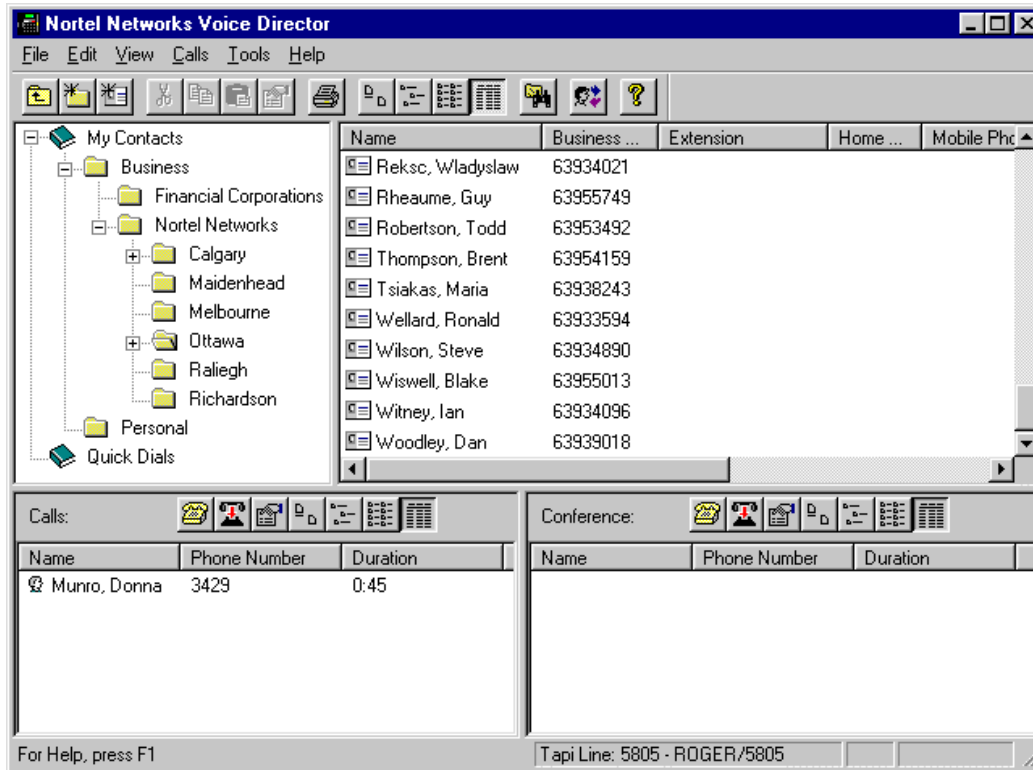 Nortel Networks Voice Director
File Edit View Calls Tools Help
My Contacts
Business
Financial Corporations
Nortel Networks
Calgary
Maidenhead
Melbourne
Ottawa
Raliegh
Richardson
Personal
Quick Dials
Name Business ... Extension Home ... Mobile Pho
Reksc, Wladyslaw 63934021
Rheaume, Guy 63955749
Robertson, Todd 63953492
Thompson, Brent 63954159
Tsiakas, Maria 63938243
Wellard, Ronald 63933594
Wilson, Steve 63934890
Wiswell, Blake 63955013
Witney, Ian 63934096
Woodley, Dan 63939018
Calls:
Name Phone Number Duration
Munro, Donna 3429 0:45
Conference:
Name Phone Number Duration
For Help, press F1
Tapi Line: 5805 - ROGER/5805